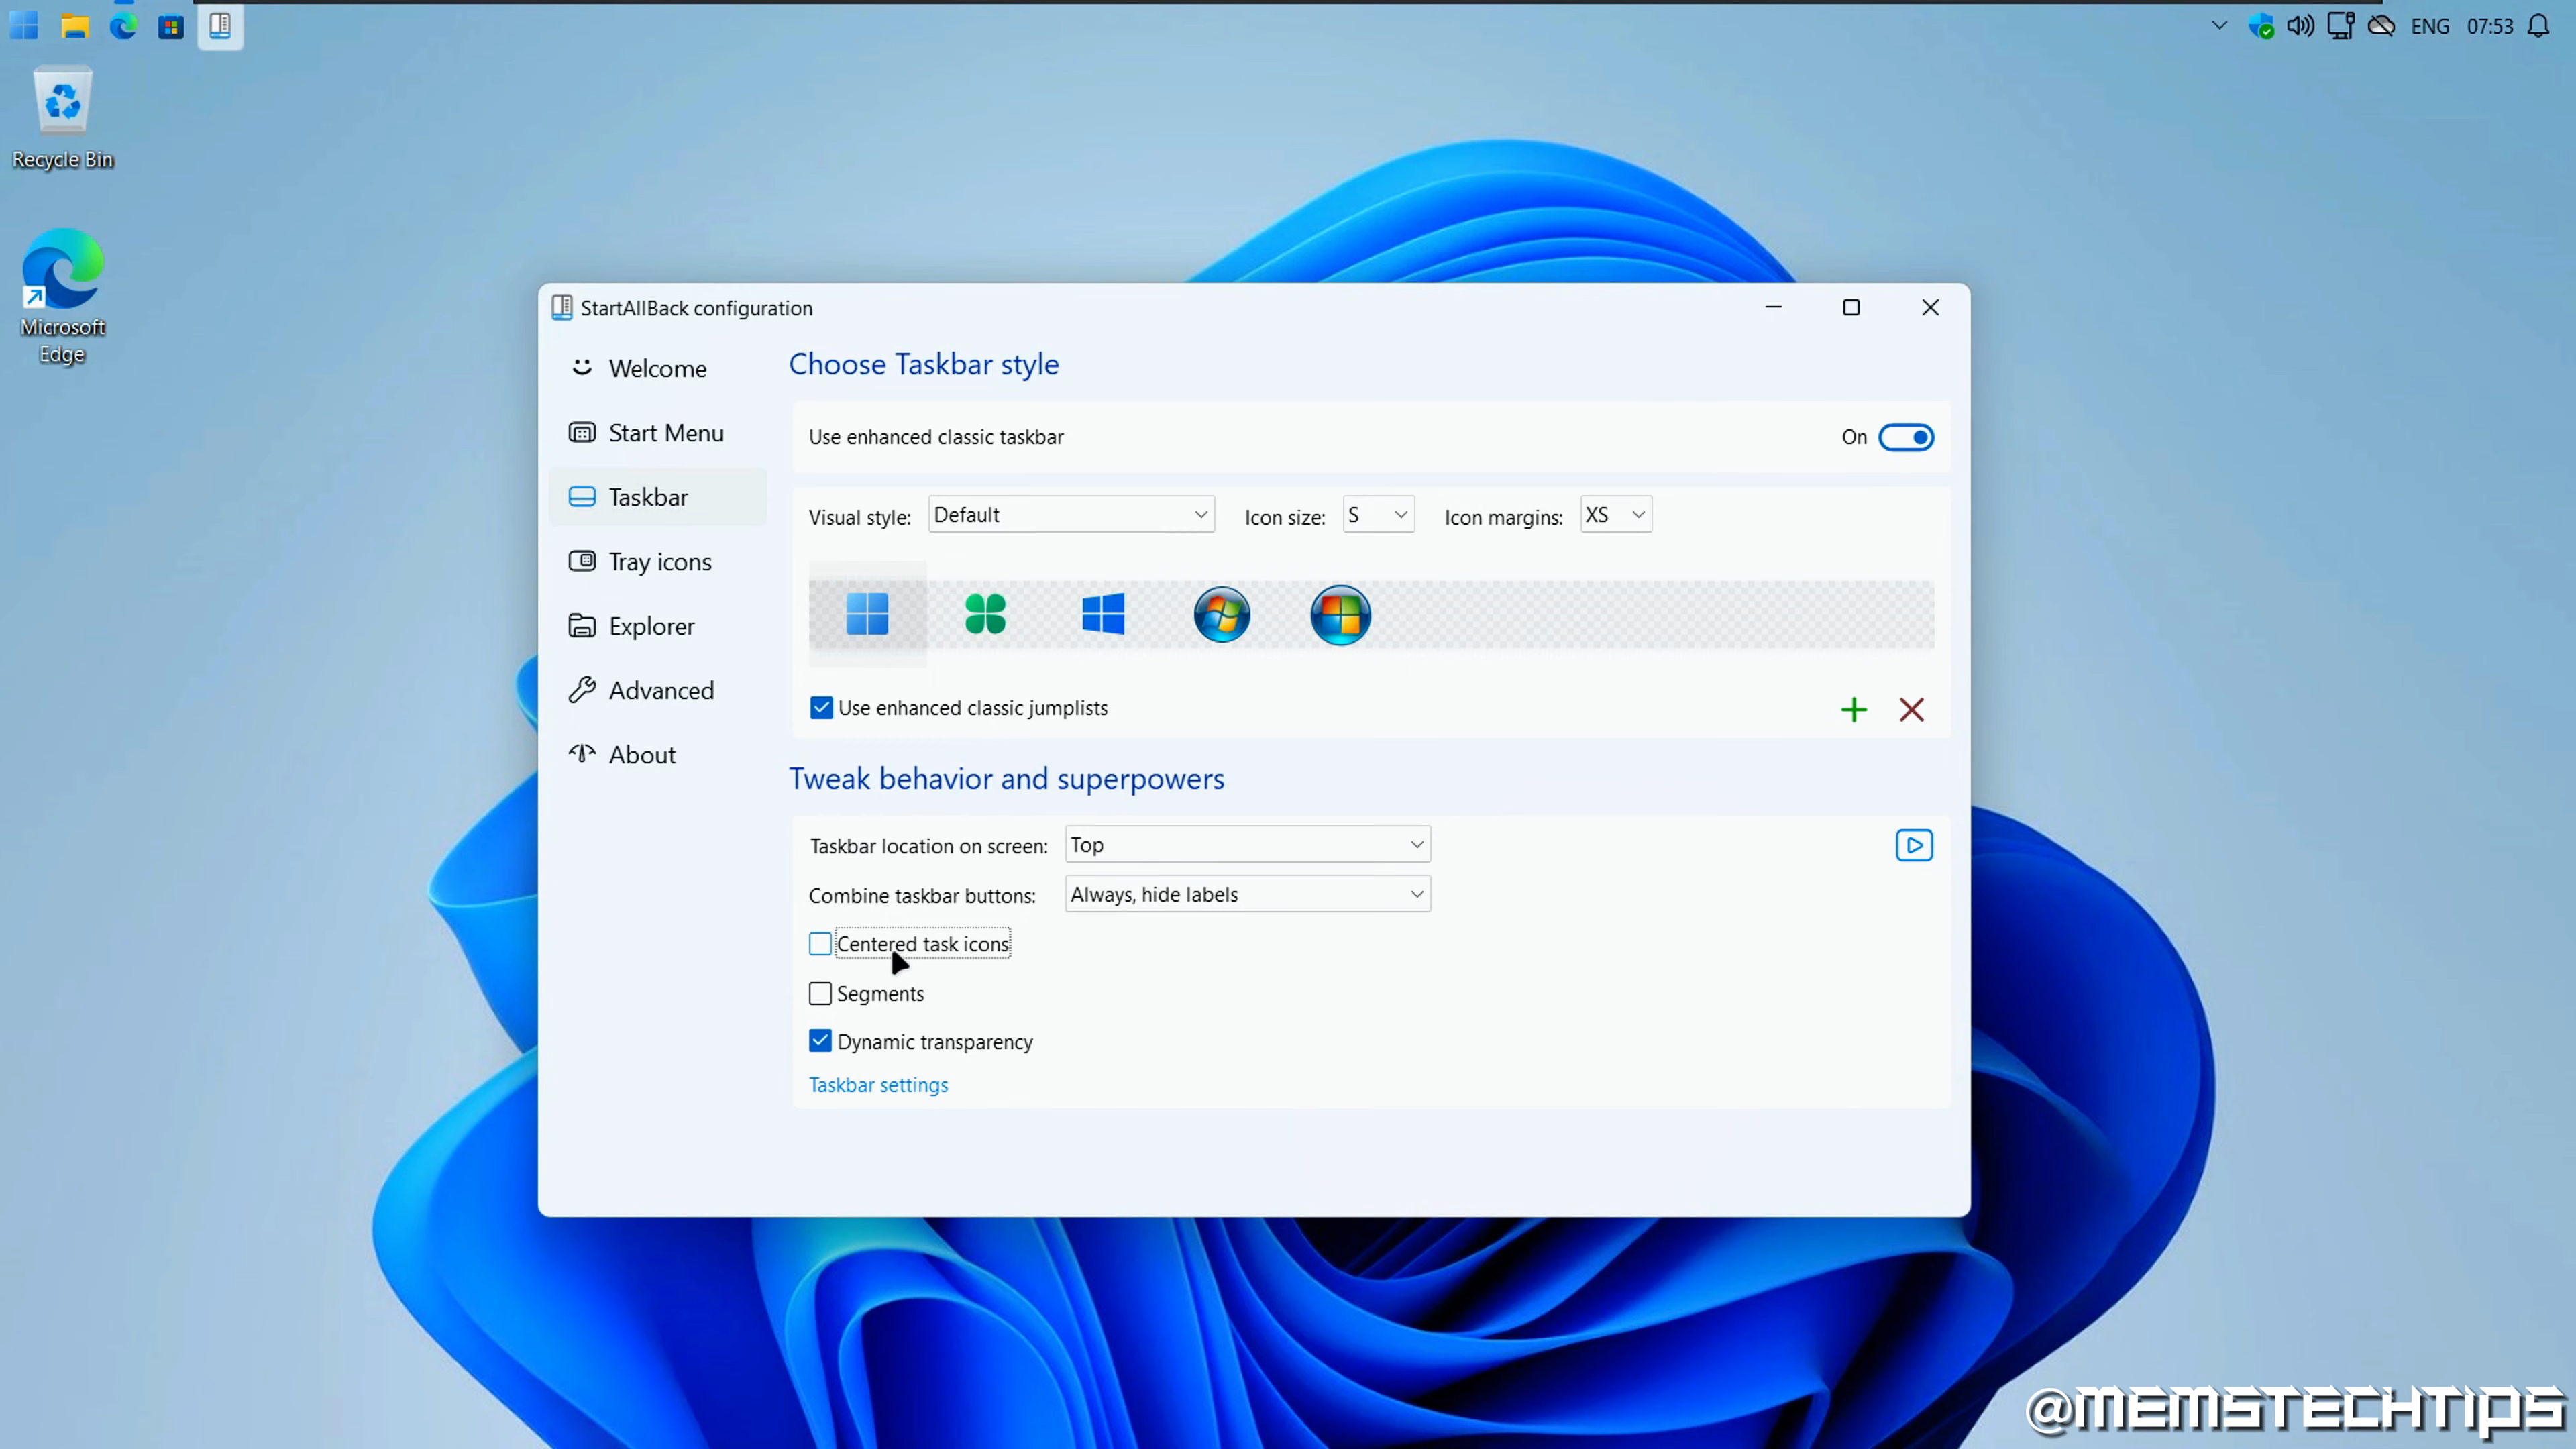 ENG 07:53
Recycle Bin
Microsoft
Edge
StartAllBack configuration
Welcome
Start Menu
Taskbar
Tray icons
Explorer
Advanced
About
Choose Taskbar style
Use enhanced classic taskbar
On
Visual style: Default Icon size: S Icon margins: XS
Use enhanced classic jumplists
Tweak behavior and superpowers
Taskbar location on screen: Top
Combine taskbar buttons: Always, hide labels
Centered task icons
Segments
Dynamic transparency
Taskbar settings
@MEMSTECHTIPS